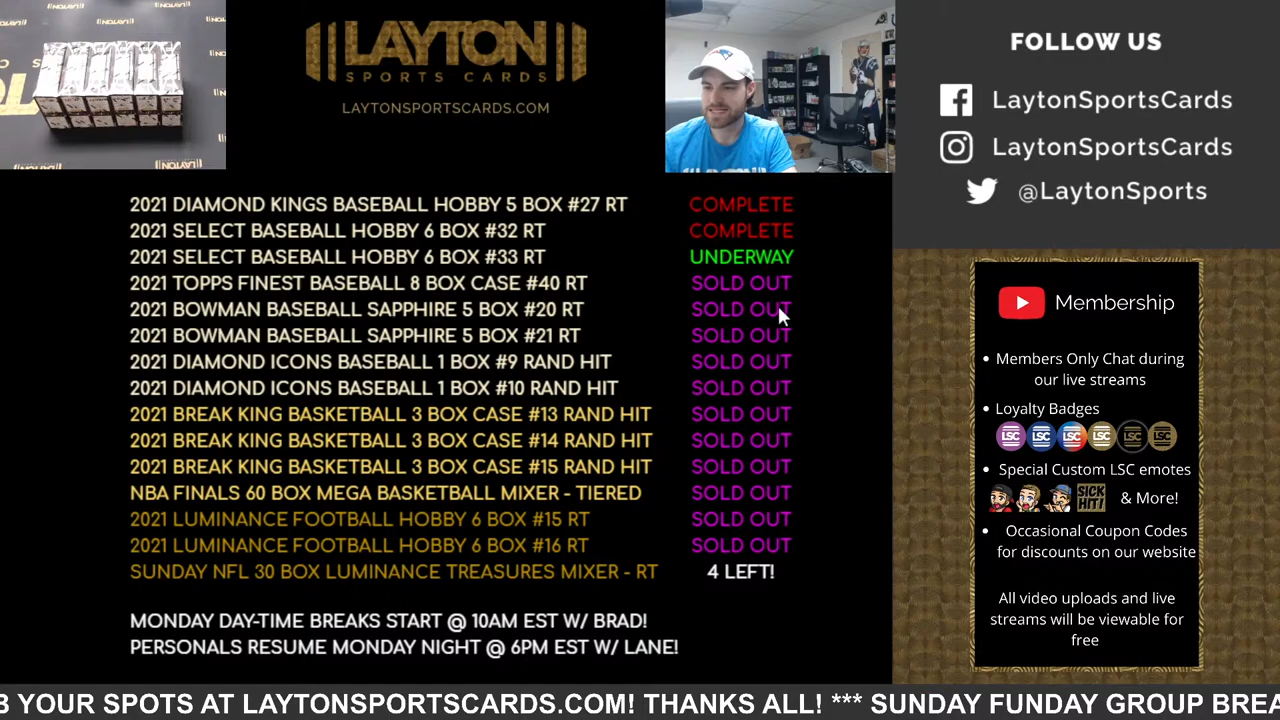 LAYTON
SPORTS CARDS
LAYTONSPORTSCARDS.COM
FOLLOW US
LaytonSportsCards
LaytonSportsCards
@LaytonSports
2021 DIAMOND KINGS BASEBALL HOBBY 5 BOX #27 RT COMPLETE
2021 SELECT BASEBALL HOBBY 6 BOX #32 RT COMPLETE
2021 SELECT BASEBALL HOBBY 6 BOX #33 RT UNDERWAY
2021 TOPPS FINEST BASEBALL 8 BOX CASE #40 RT SOLD OUT
2021 BOWMAN BASEBALL SAPPHIRE 5 BOX #20 RT SOLD OUT
2021 BOWMAN BASEBALL SAPPHIRE 5 BOX #21 RT SOLD OUT
2021 DIAMOND ICONS BASEBALL 1 BOX #9 RAND HIT SOLD OUT
2021 DIAMOND ICONS BASEBALL 1 BOX #10 RAND HIT SOLD OUT
2021 BREAK KING BASKETBALL 3 BOX CASE #13 RAND HIT SOLD OUT
2021 BREAK KING BASKETBALL 3 BOX CASE #14 RAND HIT SOLD OUT
2021 BREAK KING BASKETBALL 3 BOX CASE #15 RAND HIT SOLD OUT
NBA FINALS 60 BOX MEGA BASKETBALL MIXER - TIERED SOLD OUT
2021 LUMINANCE FOOTBALL HOBBY 6 BOX #15 RT SOLD OUT
2021 LUMINANCE FOOTBALL HOBBY 6 BOX #16 RT SOLD OUT
SUNDAY NFL 30 BOX LUMINANCE TREASURES MIXER - RT 4 LEFT!
MONDAY DAY-TIME BREAKS START @ 10AM EST W/ BRAD!
PERSONALS RESUME MONDAY NIGHT @ 6PM EST W/ LANE!
Membership
• Members Only Chat during
our live streams
• Loyalty Badges
LSC LSC LSC LSC LSC LSC
• Special Custom LSC emotes
SICK HIT! & More!
• Occasional Coupon Codes
for discounts on our website
All video uploads and live
streams will be viewable for
free
B YOUR SPOTS AT LAYTONSPORTSCARDS.COM! THANKS ALL! *** SUNDAY FUNDAY GROUP BREA